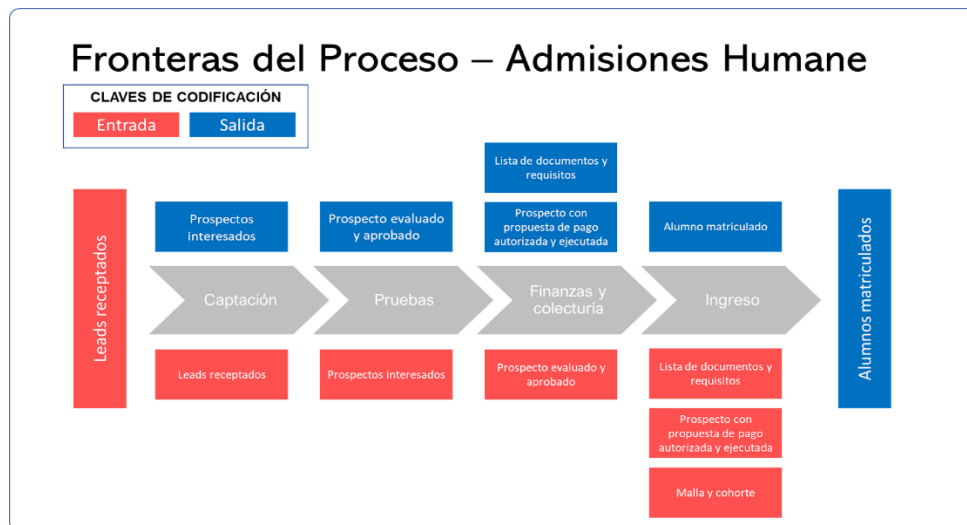 Fronteras del Proceso – Admisiones Humane
CLAVES DE CODIFICACIÓN
Entrada
Salida
Leads receptados
Prospectos
interesados
Prospecto evaluado
y aprobado
Lista de documentos y
requisitos
Prospecto con
propuesta de pago
autorizada y ejecutada
Alumno matriculado
Captación
Pruebas
Finanzas y
colecturía
Ingreso
Leads receptados
Prospectos interesados
Prospecto evaluado y
aprobado
Lista de documentos y
requisitos
Prospecto con
propuesta de pago
autorizada y ejecutada
Malla y cohorte
Alumnos matriculados